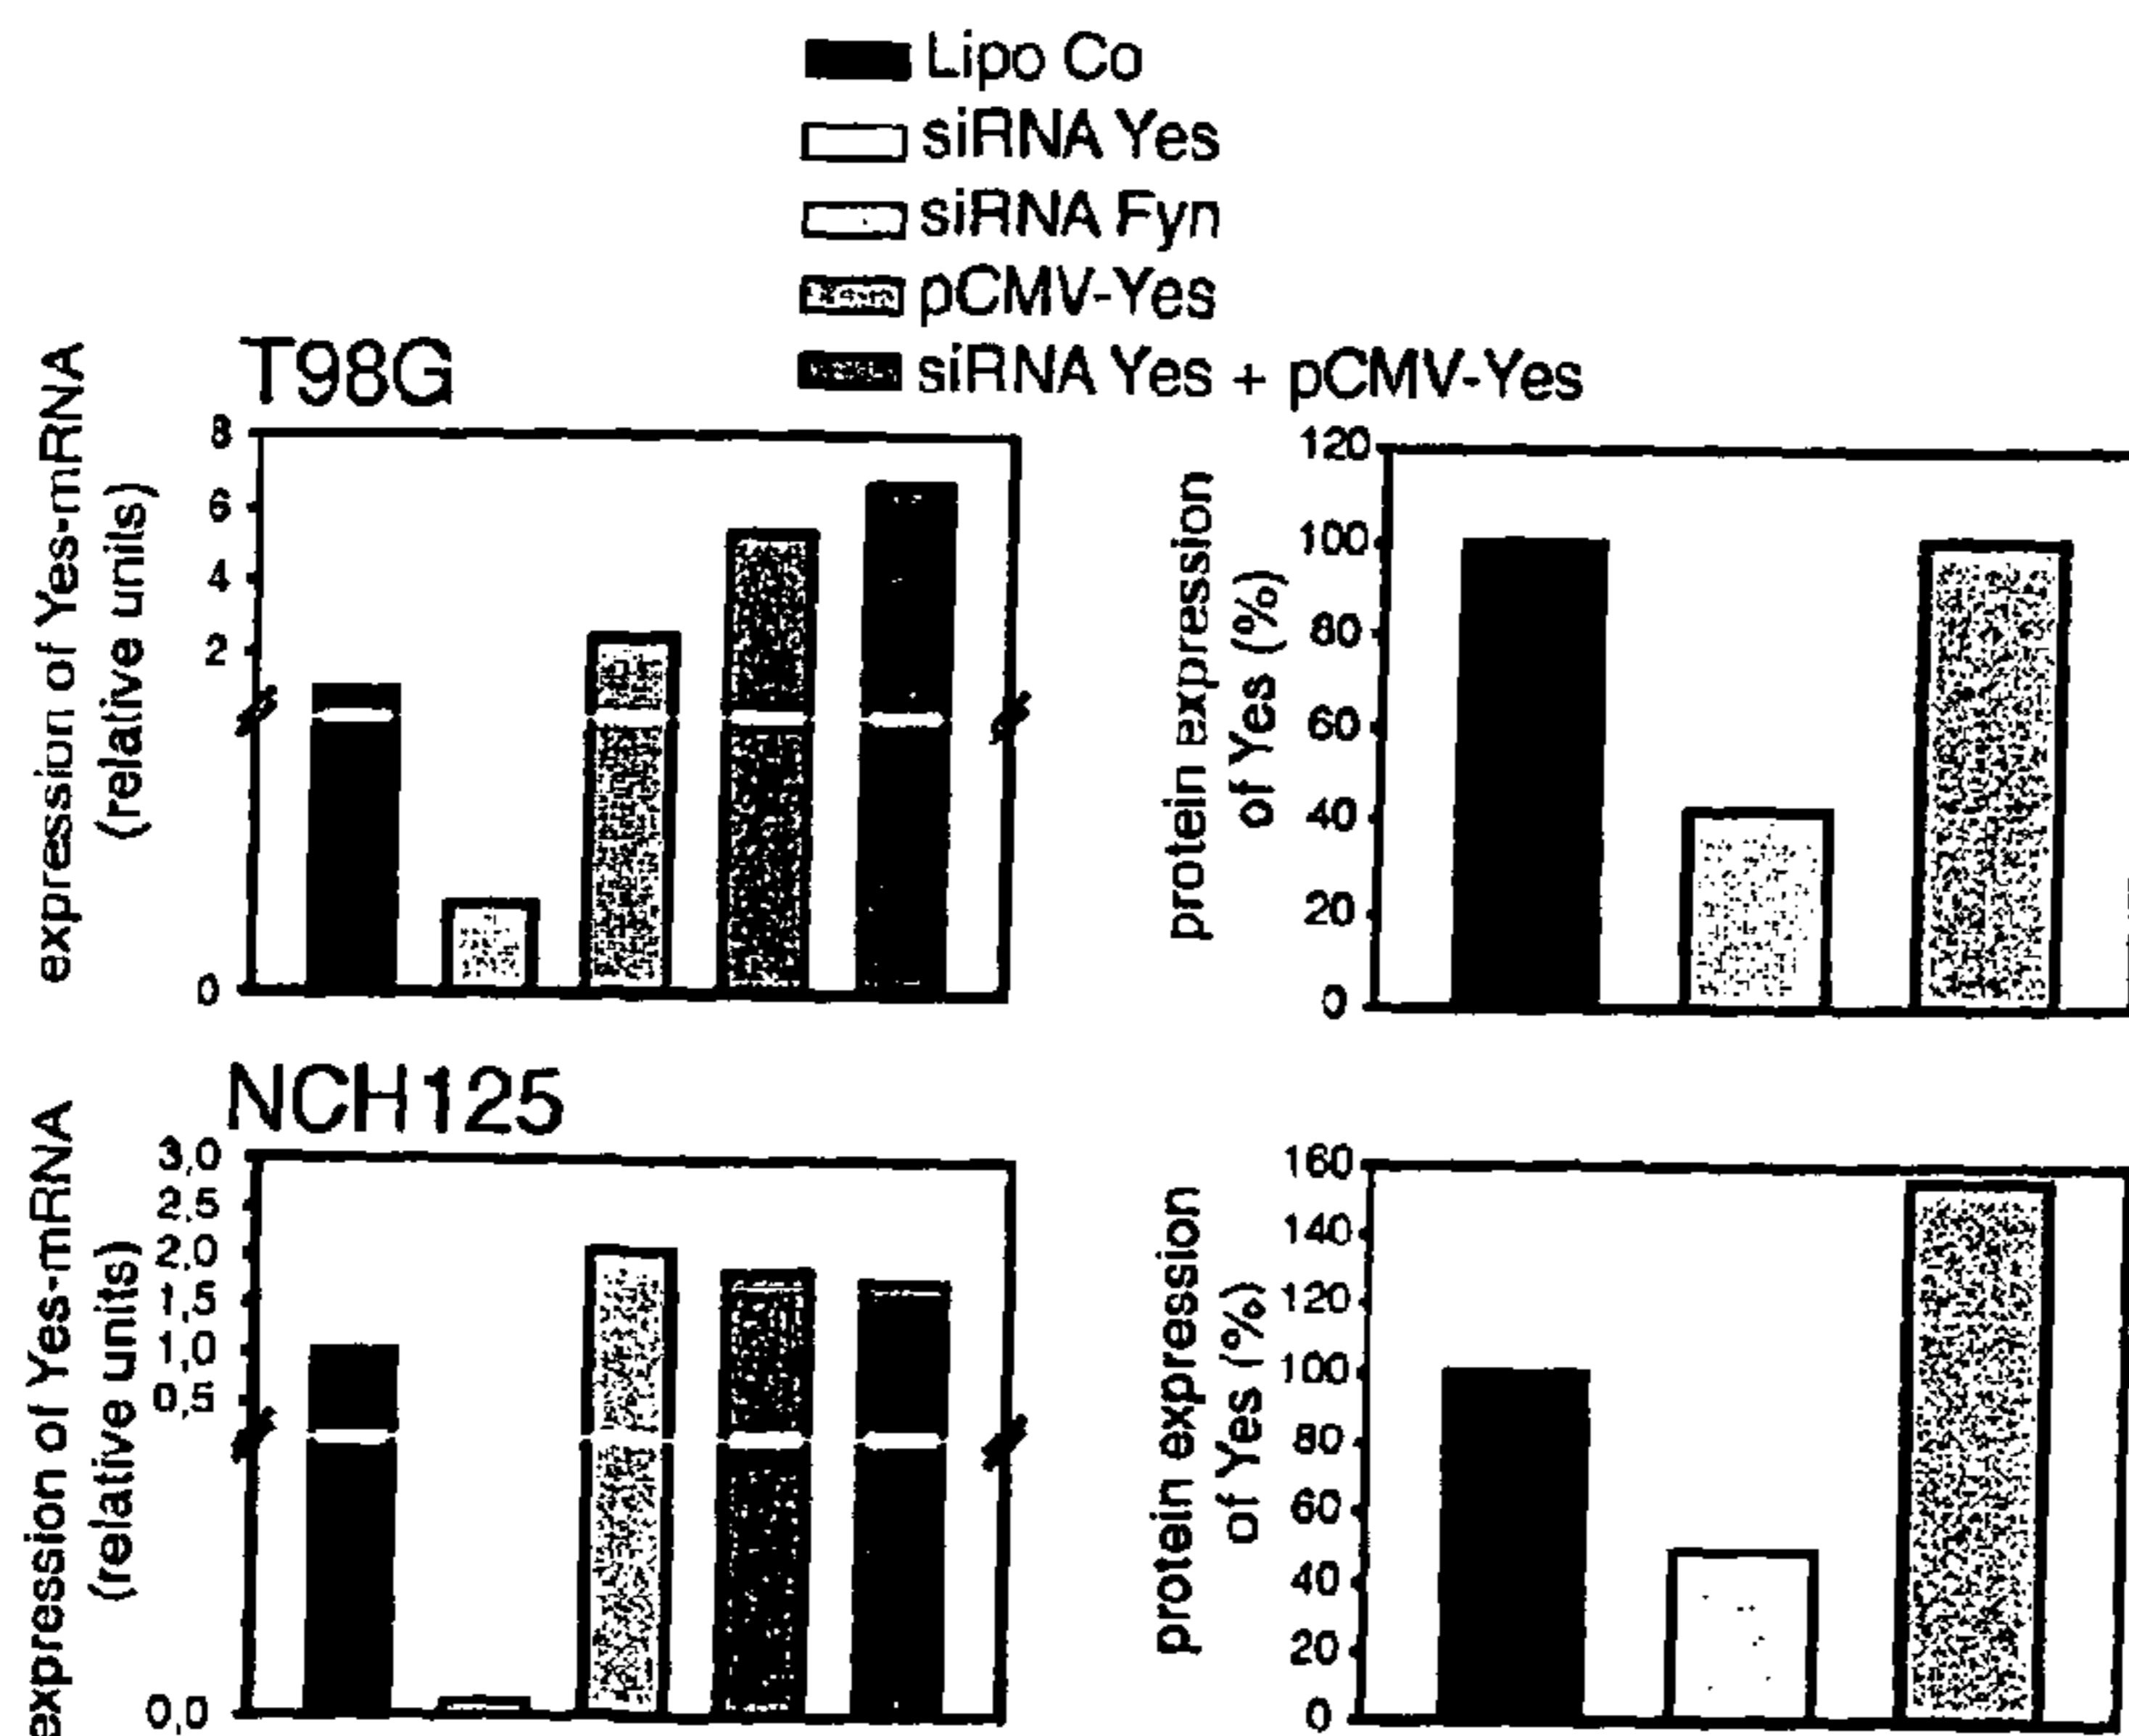 Lipo Co
siRNA Yes
siRNA Fyn
pCMV-Yes
siRNA Yes + pCMV-Yes
T98G
expression of Yes-mRNA
(relative units)
8
6
4
2
0
protein expression
of Yes (%)
120
100
80
60
40
20
0
NCH125
expression of Yes-mRNA
(relative units)
3,0
2,5
2,0
1,5
1,0
0,5
0,0
protein expression
of Yes (%)
160
140
120
100
80
60
40
20
0